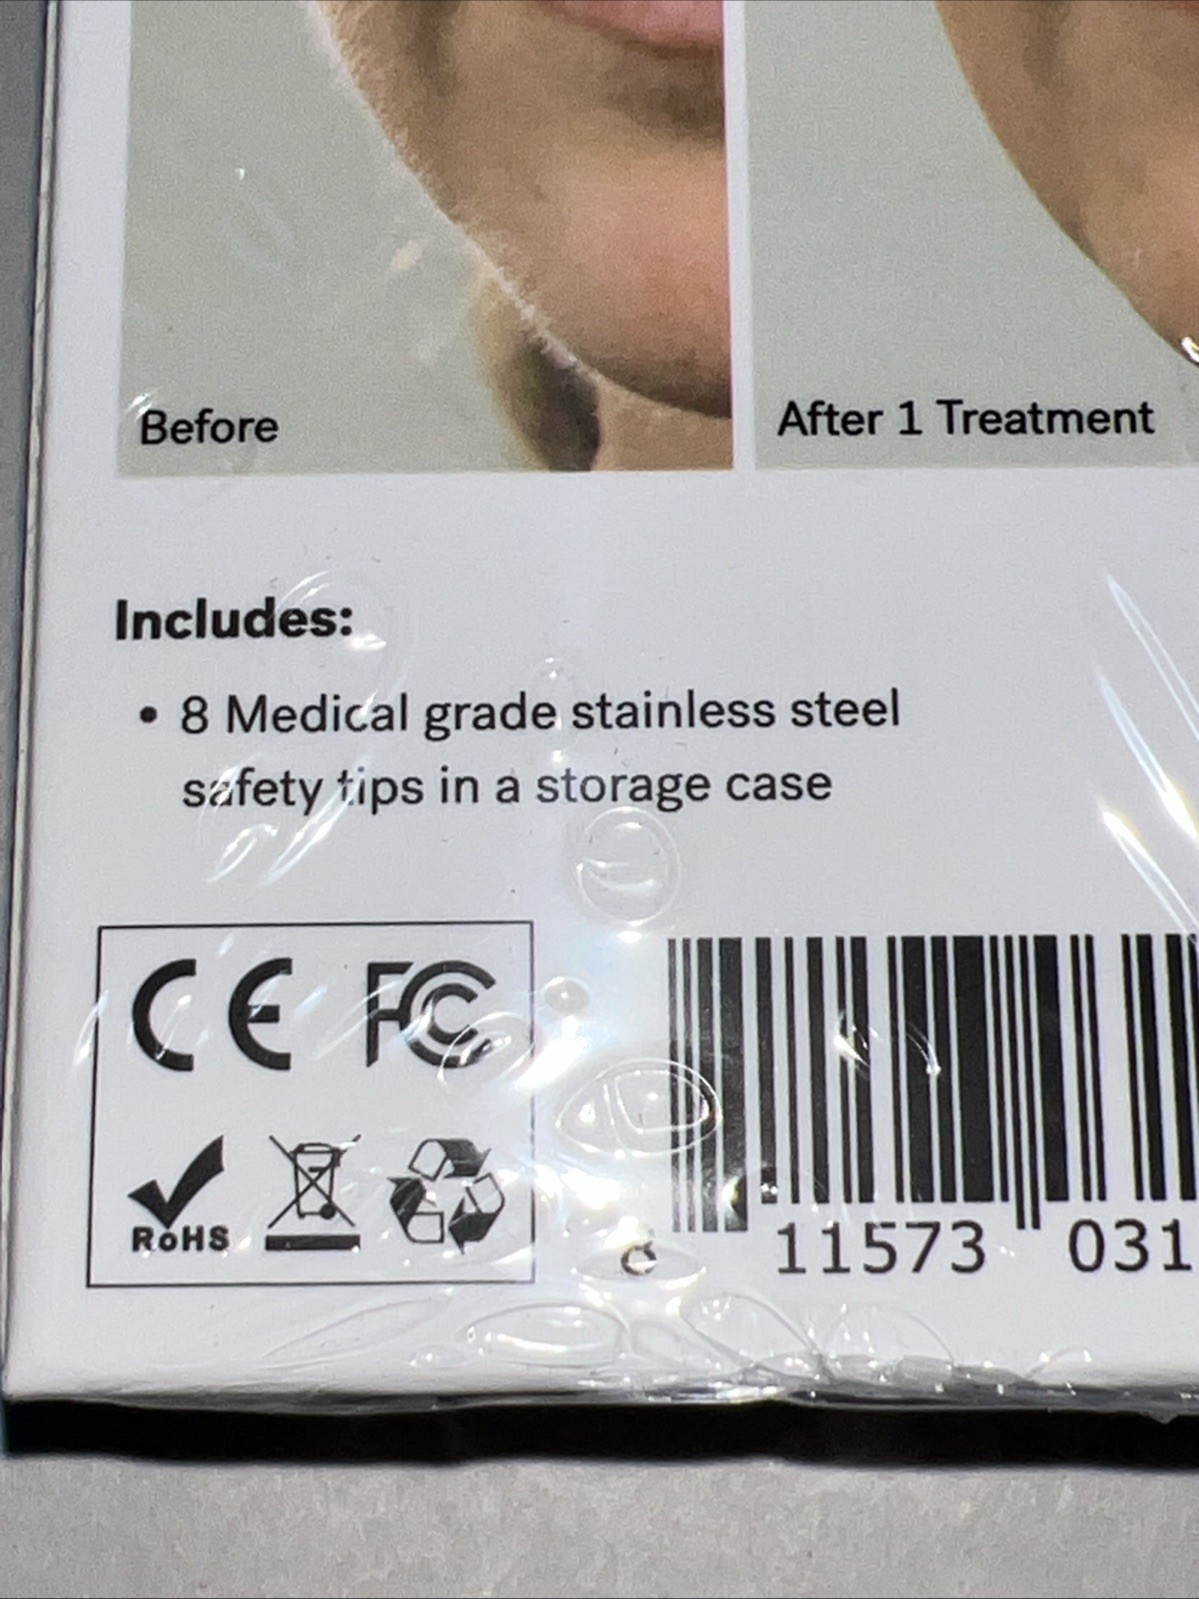 Before
After 1 Treatment
Includes:
• 8 Medical grade stainless steel
safety tips in a storage case
CE FC
RoHS
11573 031